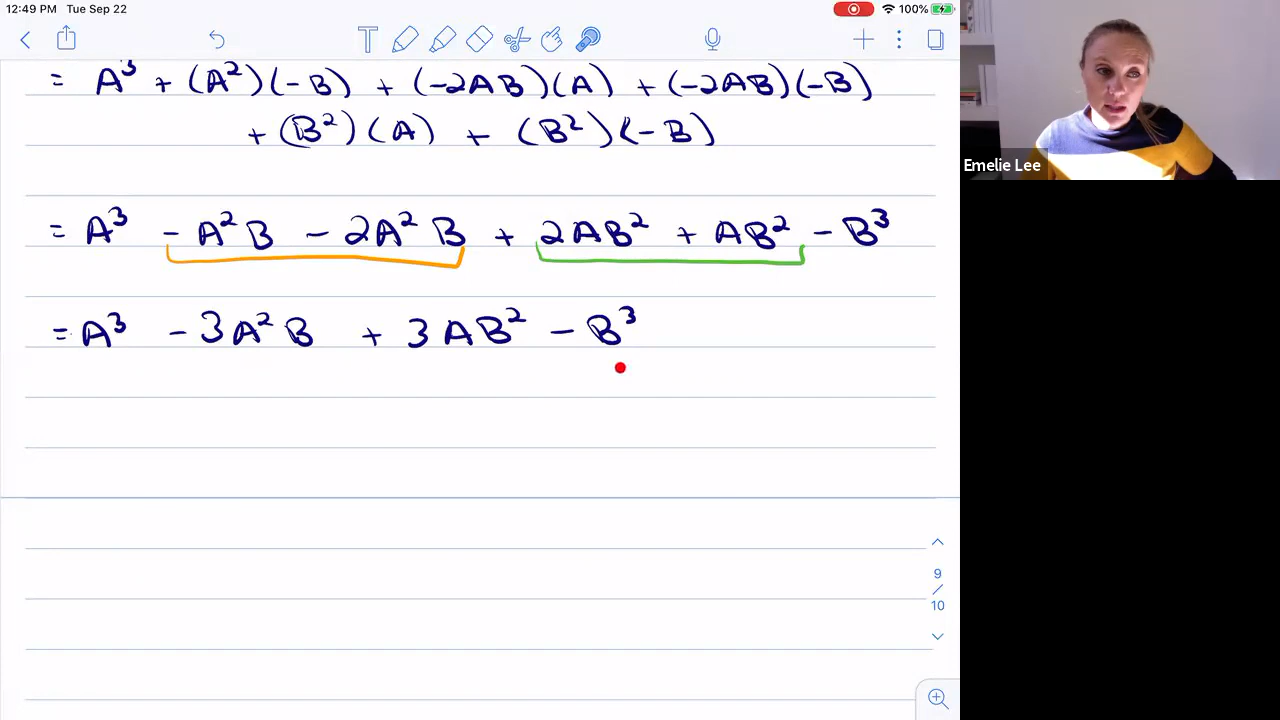 12:49 PM Tue Sep 22
100%
= A³ + (A²)(-B) + (-2AB)(A) + (-2AB)(-B)
+ (B²)(A) + (B²)(-B)
= A³ - A²B - 2A²B + 2AB² + AB² - B³
= A³ - 3A²B + 3AB² - B³
9
/
10
Emelie Lee